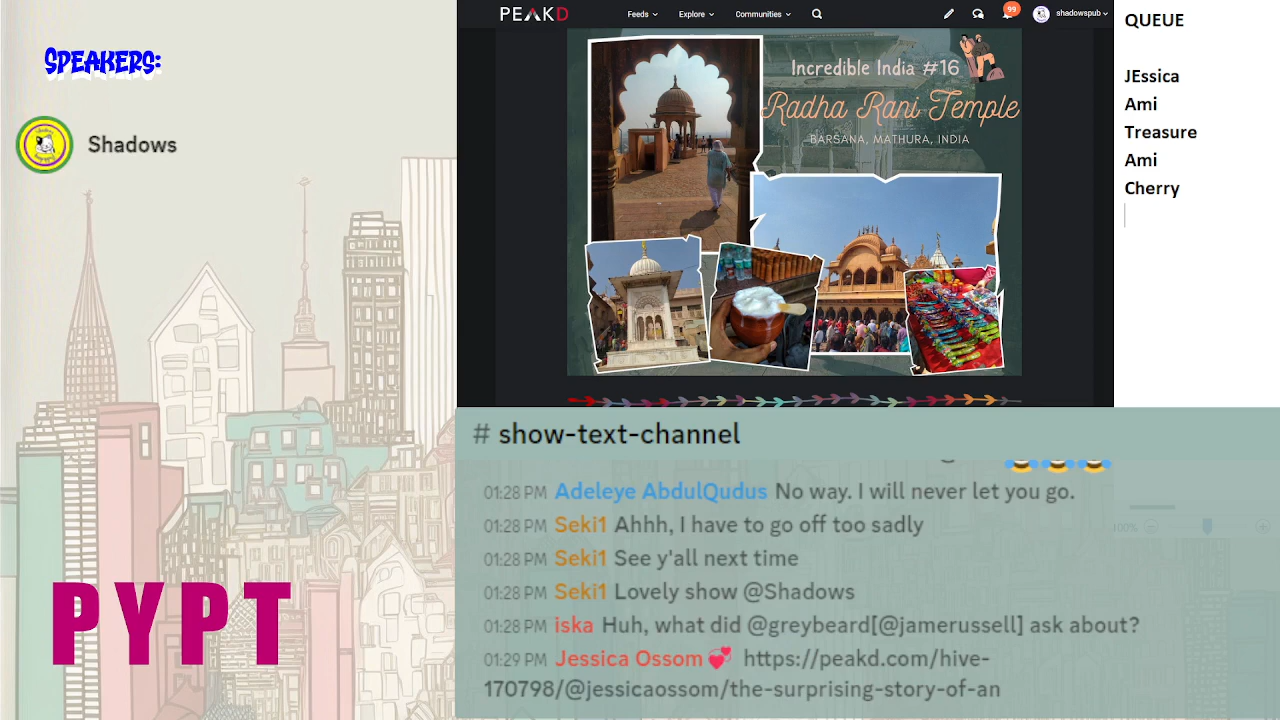 SPEAKERS:
Shadows
PYPT
PEAKD
Feeds
Explore
Communities
99
shadowspub
Incredible India #16
Radha Rani Temple
BARSANA, MATHURA, INDIA
QUEUE
JEssica
Ami
Treasure
Ami
Cherry
# show-text-channel
01:28 PM Adeleye AbdulQudus No way. I will never let you go.
01:28 PM Seki1 Ahhh, I have to go off too sadly
01:28 PM Seki1 See y'all next time
01:28 PM Seki1 Lovely show @Shadows
01:28 PM iska Huh, what did @greybeard[@jamerussell] ask about?
01:29 PM Jessica Ossom💞 https://peakd.com/hive-
170798/@jessicaossom/the-surprising-story-of-an
100%